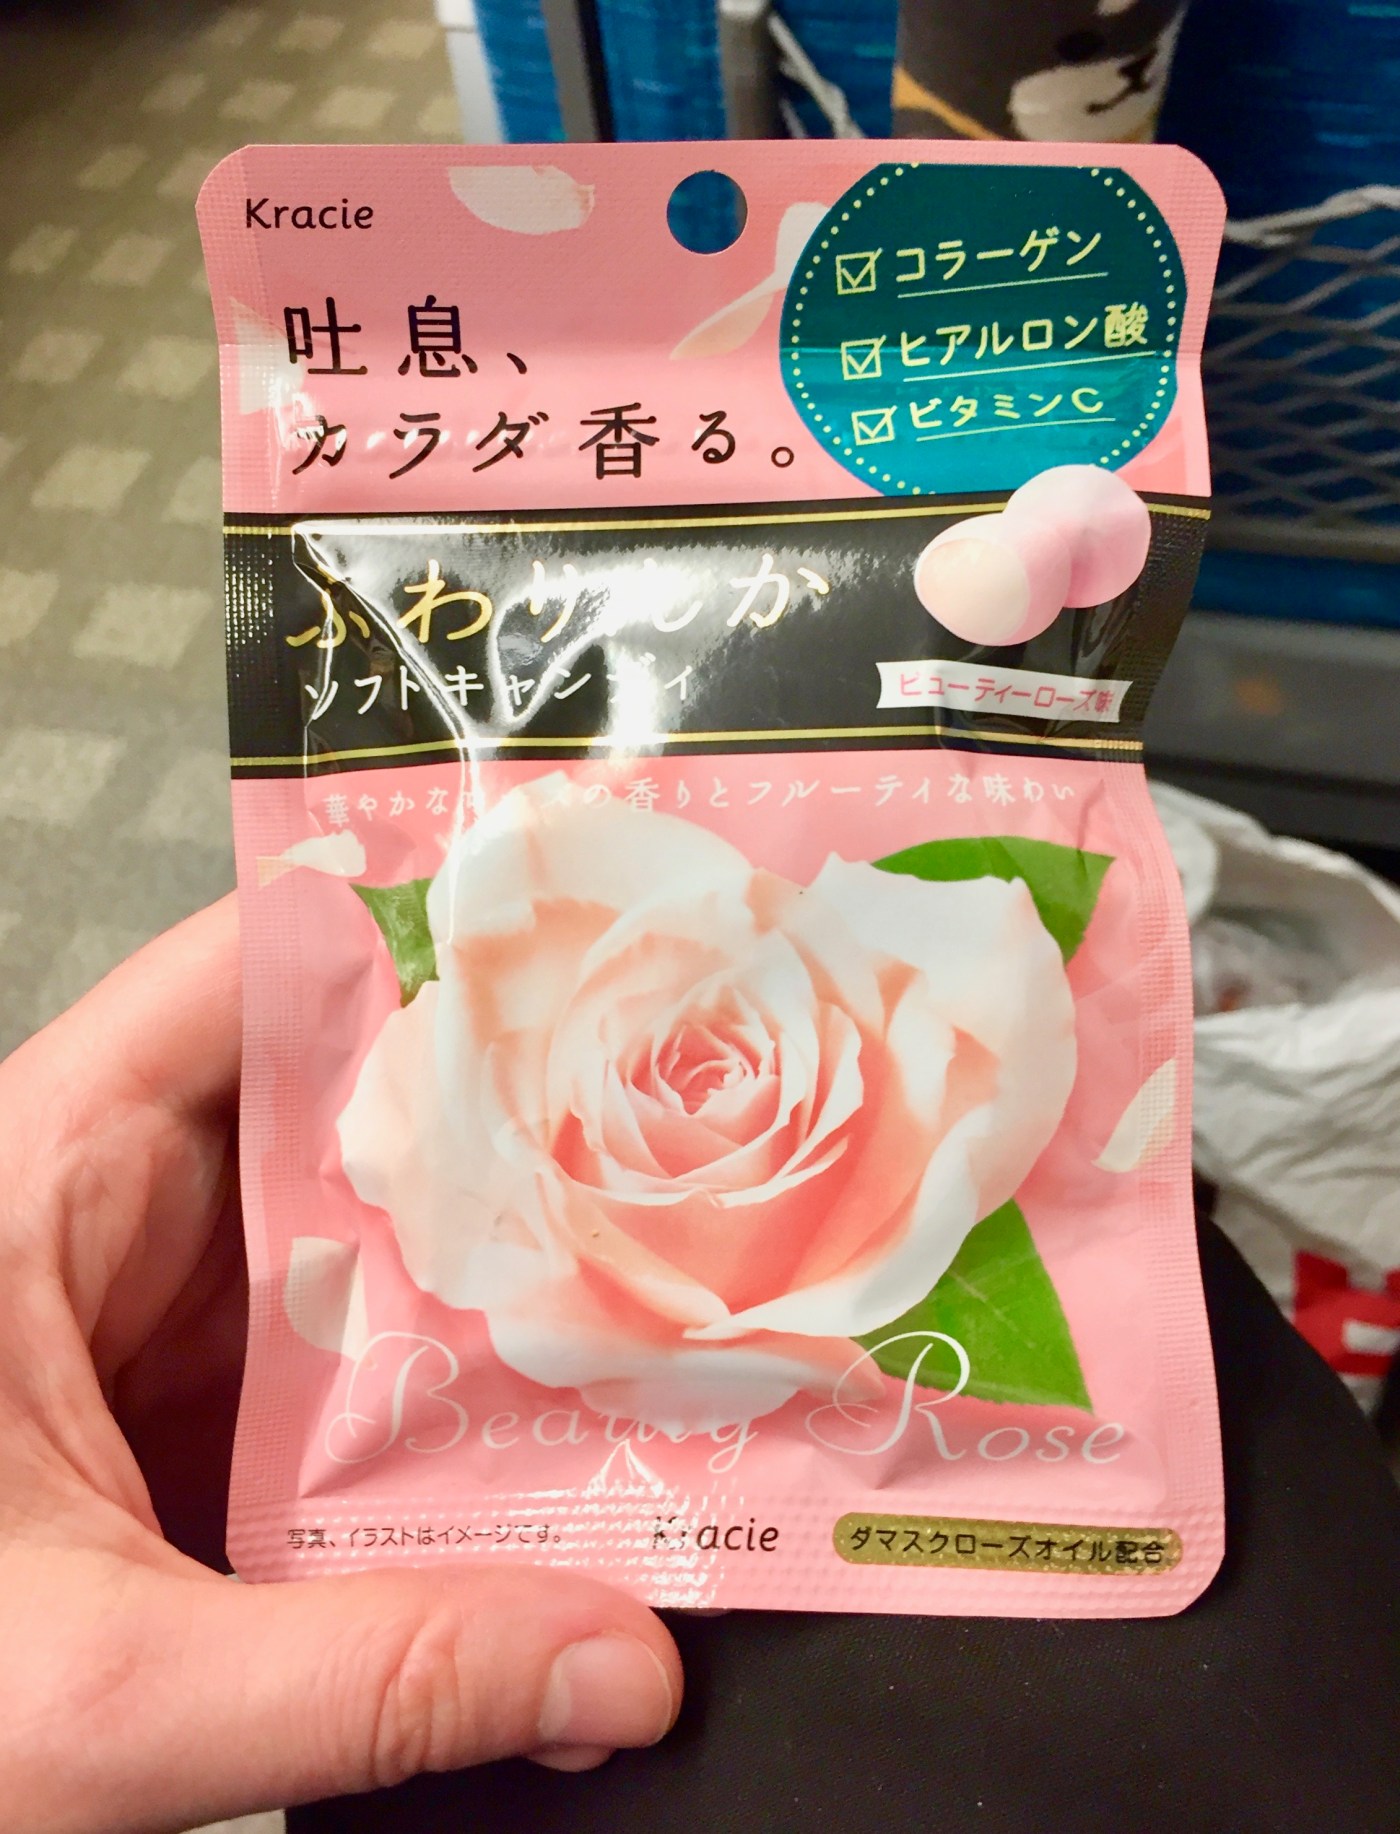 Kracie
吐息、
カラダ香る。
コラーゲン
ヒアルロン酸
ビタミンC
ふわりんか
ソフトキャンディ
ビューティーローズ味
華やかな の香りとフルーティな味わい
Beauty Rose
写真、イラストはイメージです。
Kracie
ダマスクローズオイル配合